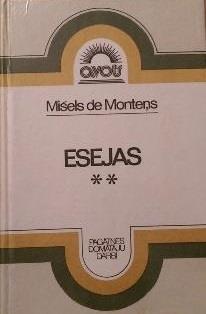 avots
Mišels de Monteņs
ESEJAS
**
PAGĀTNES
DOMĀTĀJU
DARBI